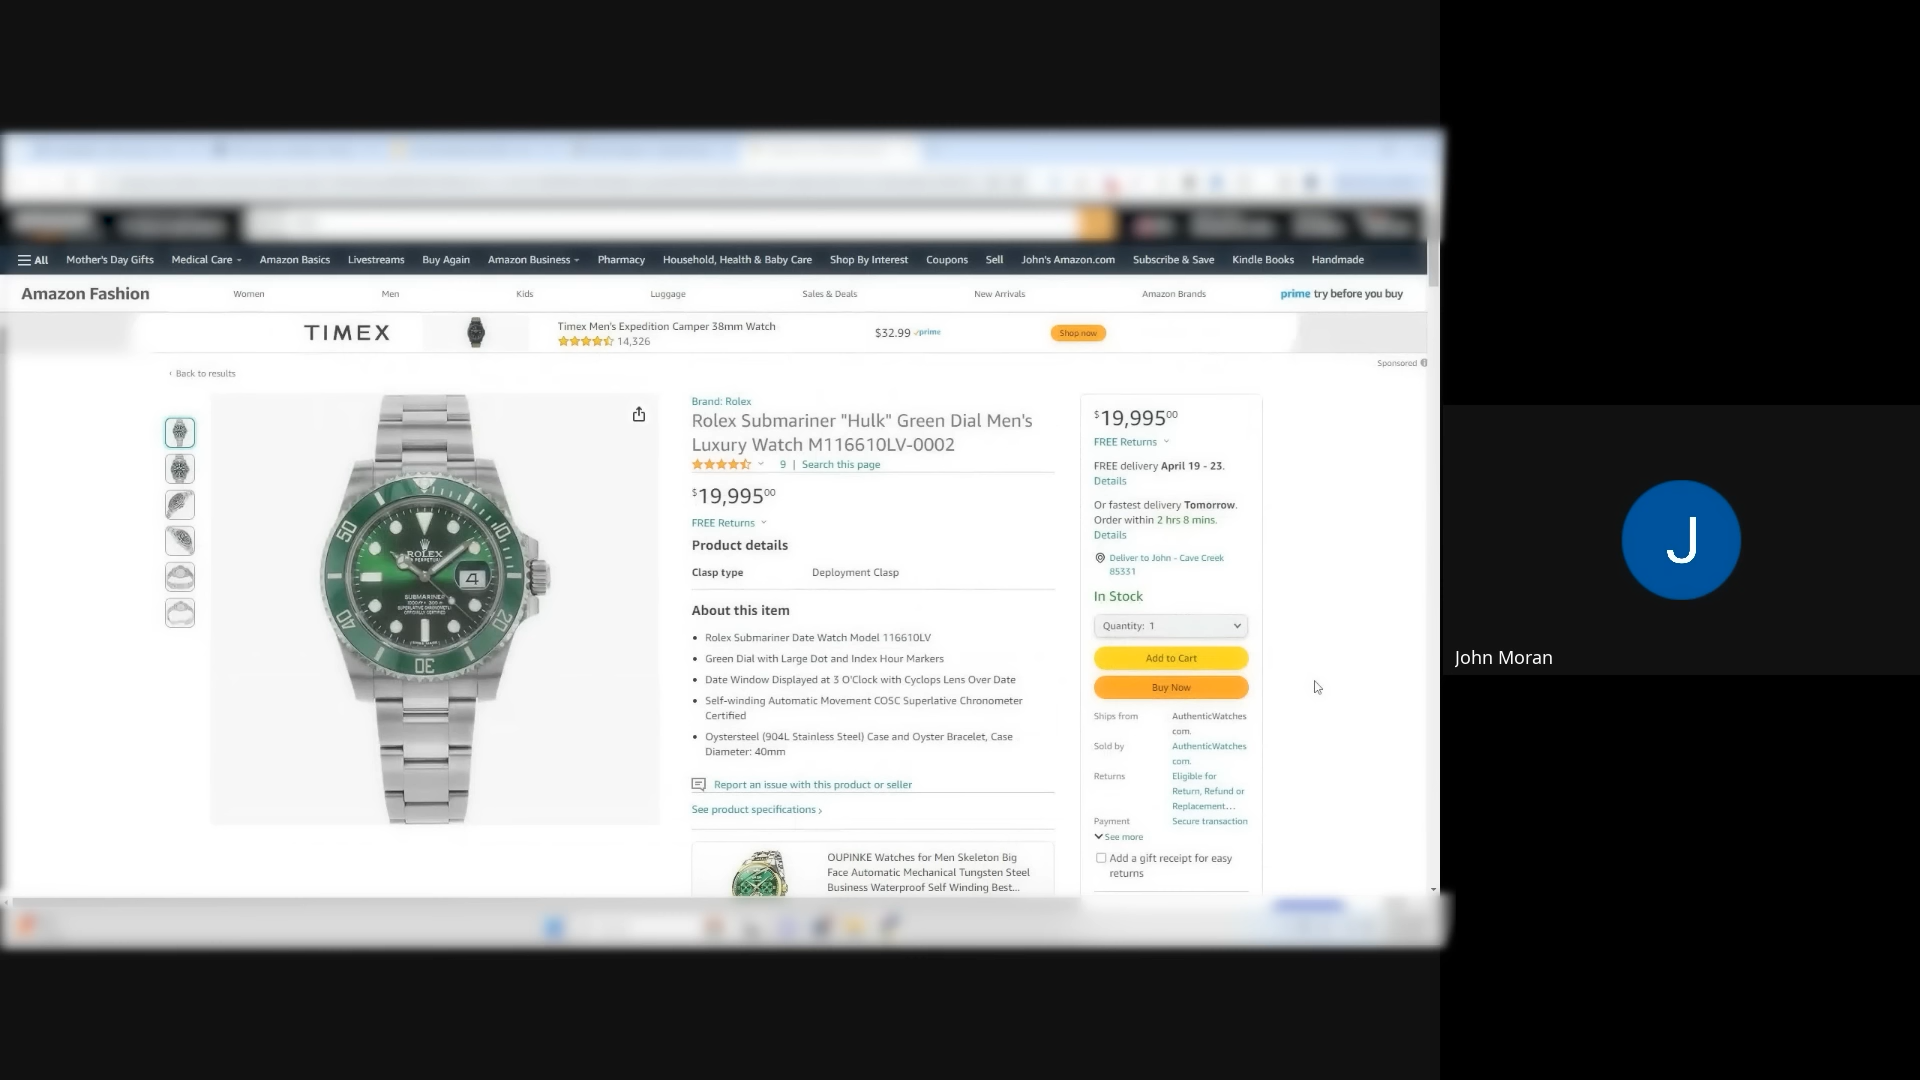 All Mother's Day Gifts Medical Care Amazon Basics Livestreams Buy Again Amazon Business Pharmacy Household, Health & Baby Care Shop By Interest Coupons Sell John's Amazon.com Subscribe & Save Kindle Books Handmade
Amazon Fashion Women Men Kids Luggage Sales & Deals New Arrivals Amazon Brands prime try before you buy
TIMEX
Timex Men's Expedition Camper 38mm Watch
14,326
$32.99 prime
Shop now
Sponsored
‹ Back to results
50
10
20
30
40
ROLEX
4
SUBMARINER
Brand: Rolex
Rolex Submariner "Hulk" Green Dial Men's
Luxury Watch M116610LV-0002
9 | Search this page
$19,99500
FREE Returns
Product details
Clasp type Deployment Clasp
About this item
• Rolex Submariner Date Watch Model 116610LV
• Green Dial with Large Dot and Index Hour Markers
• Date Window Displayed at 3 O'Clock with Cyclops Lens Over Date
• Self-winding Automatic Movement COSC Superlative Chronometer
Certified
• Oystersteel (904L Stainless Steel) Case and Oyster Bracelet, Case
Diameter: 40mm
Report an issue with this product or seller
See product specifications ›
OUPINKE Watches for Men Skeleton Big
Face Automatic Mechanical Tungsten Steel
Business Waterproof Self Winding Best...
$19,99500
FREE Returns
FREE delivery April 19 - 23.
Details
Or fastest delivery Tomorrow.
Order within 2 hrs 8 mins.
Details
Deliver to John - Cave Creek
85331
In Stock
Quantity: 1
Add to Cart
Buy Now
Ships from AuthenticWatches
com.
Sold by AuthenticWatches
com.
Returns Eligible for
Return, Refund or
Replacement...
Payment Secure transaction
See more
Add a gift receipt for easy
returns
J
John Moran